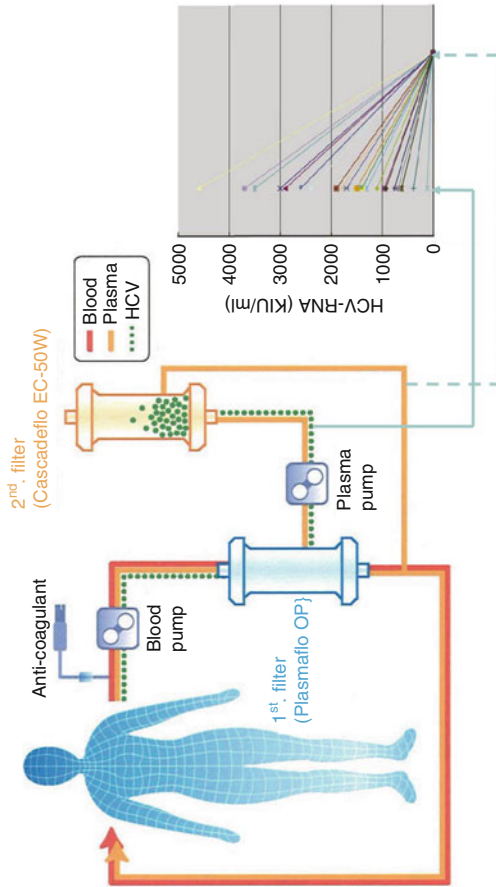 Anti-coagulant
Blood
pump
1st. filter
(Plasmaflo OP}
Plasma
pump
2nd. filter
(Cascadeflo EC-50W)
Blood
Plasma
HCV
HCV-RNA (KIU/ml)
5000
4000
3000
2000
1000
0